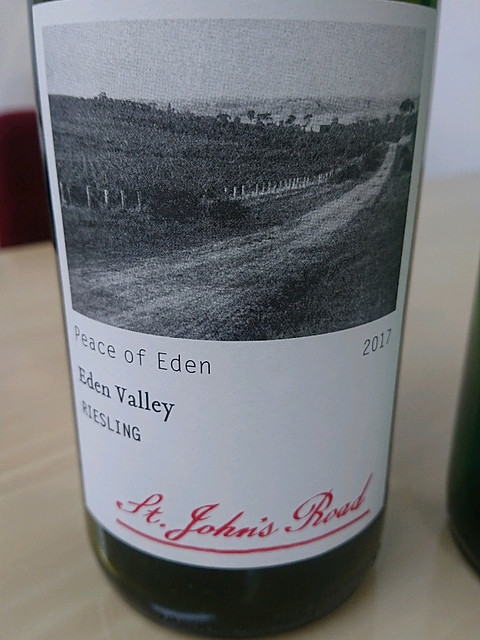 Peace of Eden 2017
Eden Valley
RIESLING
St. John's Road